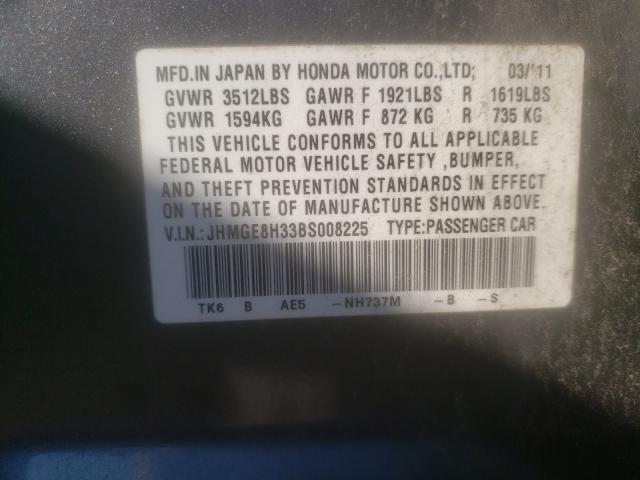 MFD.IN JAPAN BY HONDA MOTOR CO.,LTD; 03/'11
GVWR 3512LBS GAWR F 1921LBS R 1619LBS
GVWR 1594KG GAWR F 872 KG R 735 KG
THIS VEHICLE CONFORMS TO ALL APPLICABLE
FEDERAL MOTOR VEHICLE SAFETY ,BUMPER,
AND THEFT PREVENTION STANDARDS IN EFFECT
ON THE DATE OF MANUFACTURE SHOWN ABOVE.
V.I.N.: JHMGE8H33BS008225 TYPE:PASSENGER CAR
TK6 B AE5 -NH737M -B -S